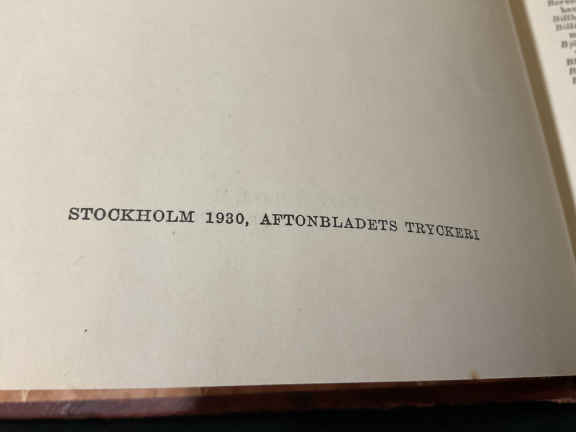 STOCKHOLM 1930, AFTONBLADETS TRYCKERI